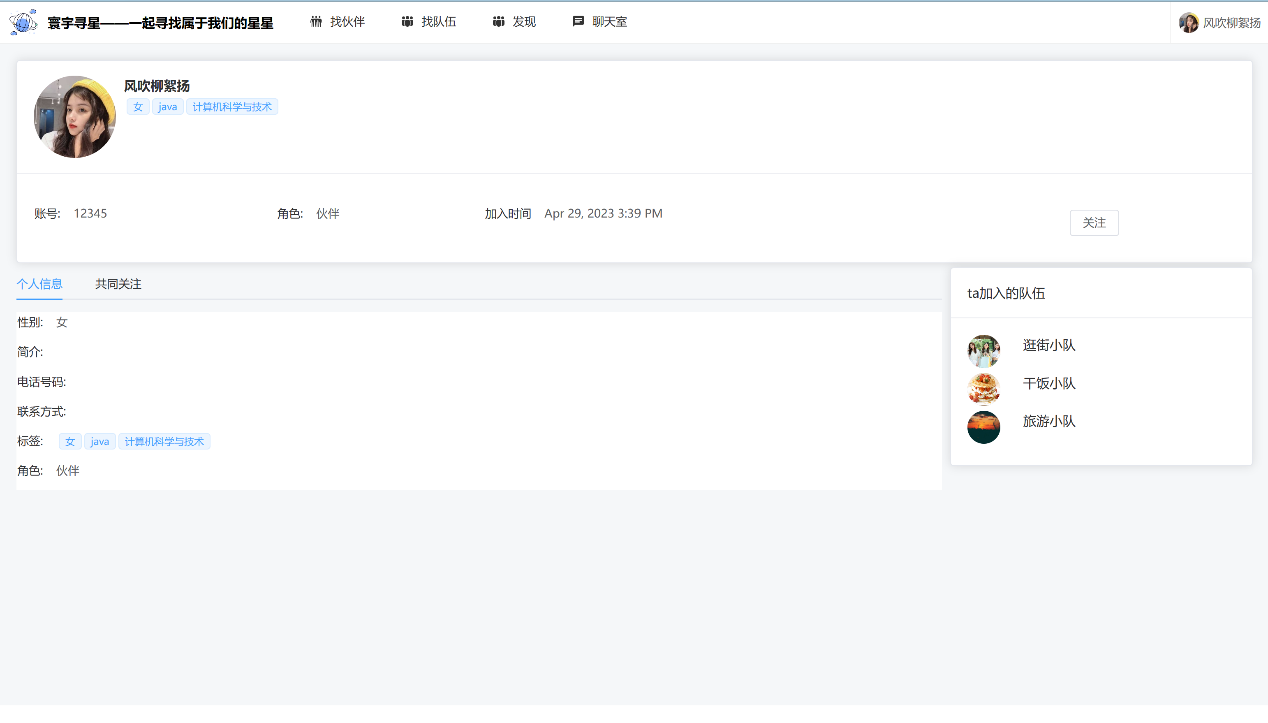 寰宇寻星——一起寻找属于我们的星星 找伙伴 找队伍 发现 聊天室 风吹柳絮扬
风吹柳絮扬
女 java 计算机科学与技术
账号: 12345 角色: 伙伴 加入时间 Apr 29, 2023 3:39 PM
关注
个人信息 共同关注
性别: 女
简介:
电话号码:
联系方式:
标签: 女 java 计算机科学与技术
角色: 伙伴
ta加入的队伍
逛街小队
干饭小队
旅游小队